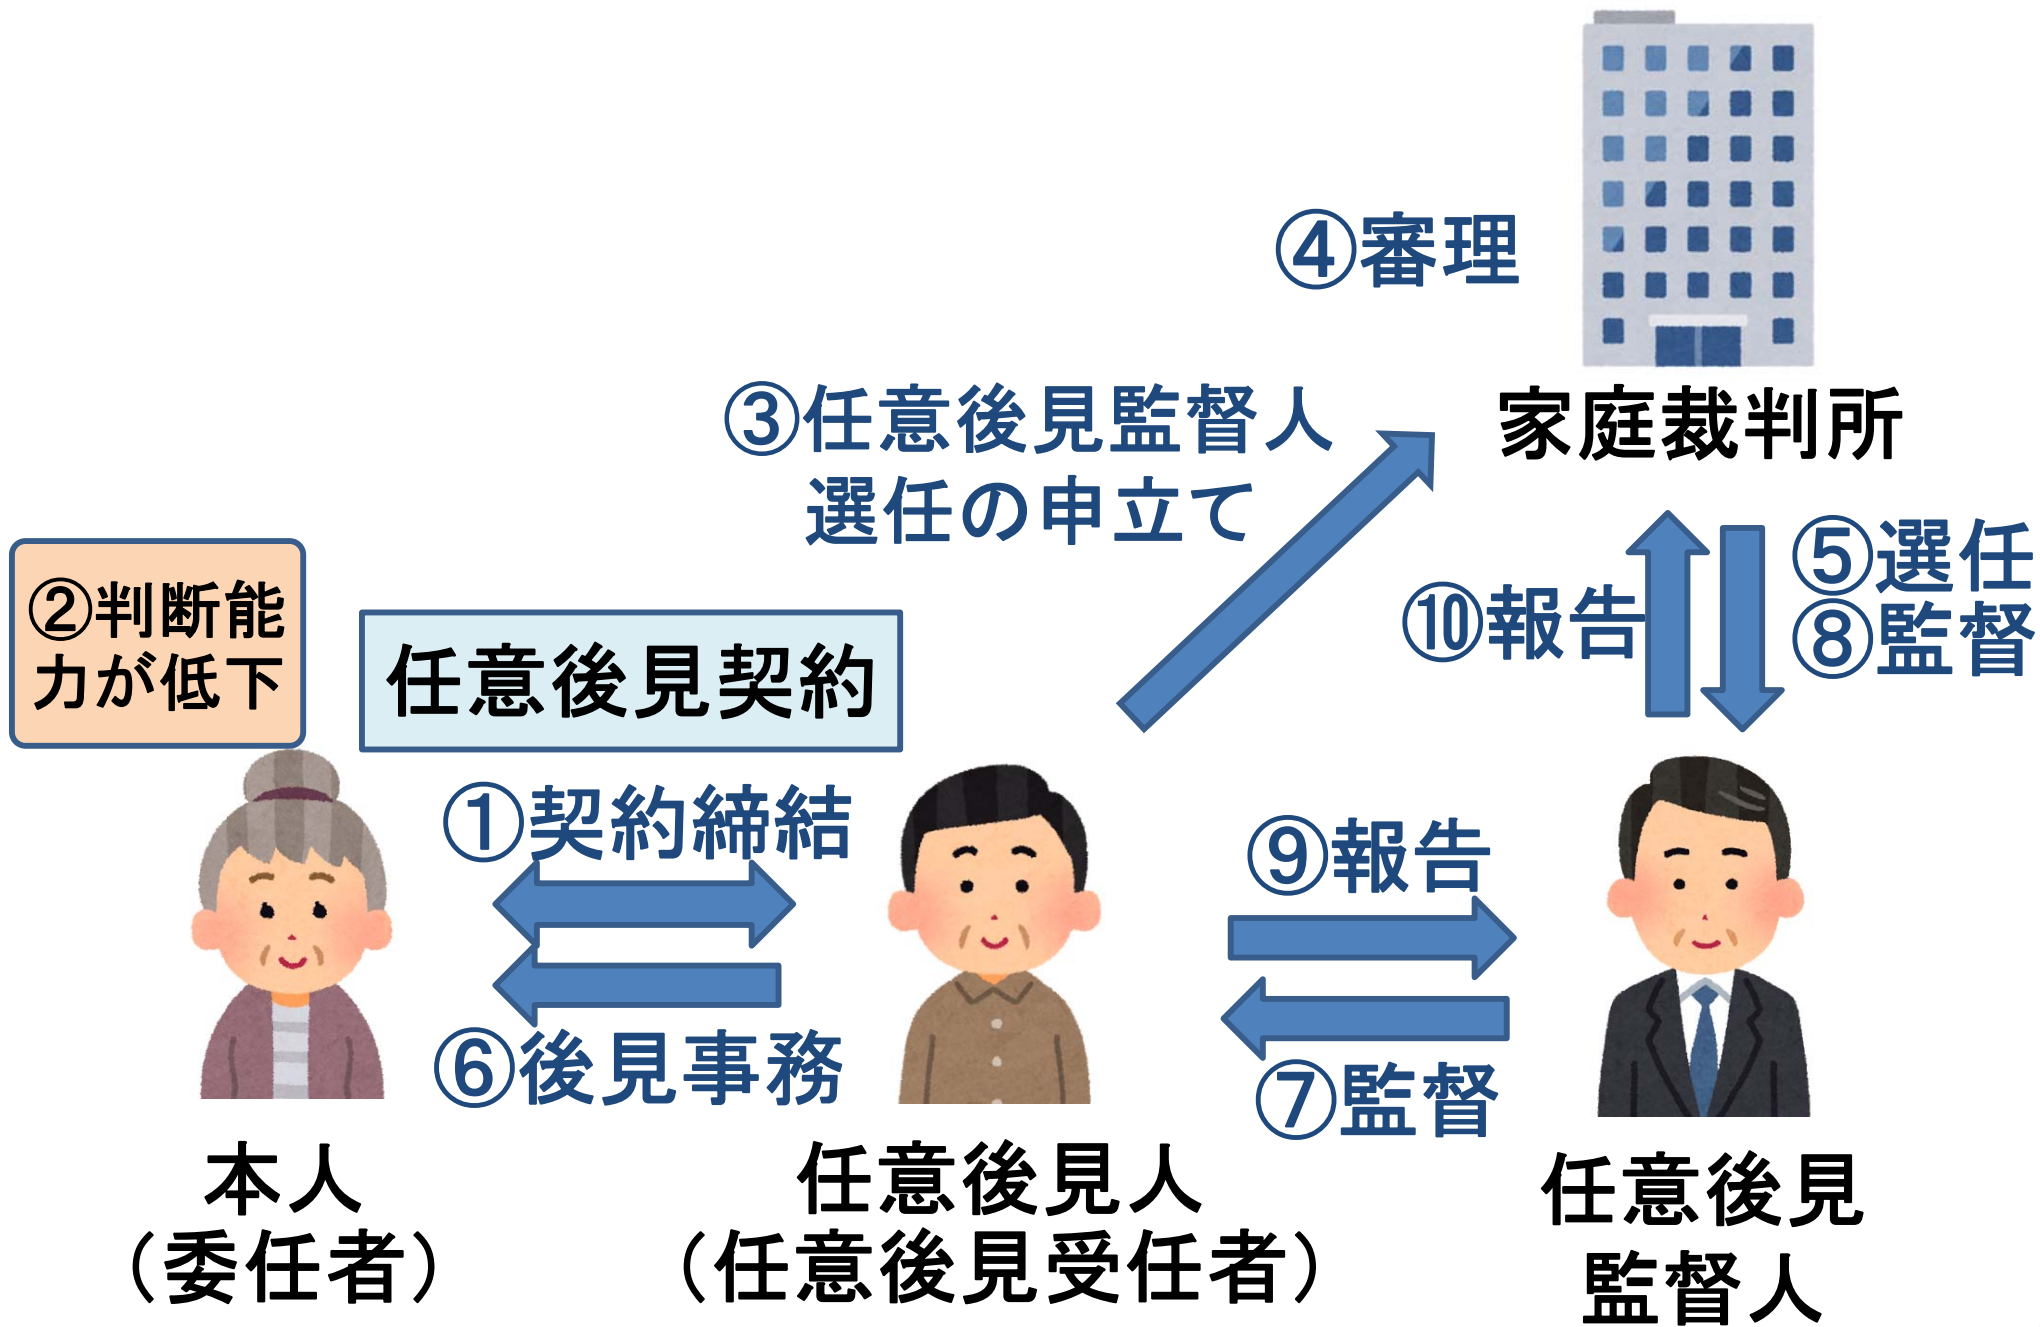 ④審理
家庭裁判所
③任意後見監督人
選任の申立て
⑤選任
⑧監督
⑩報告
②判断能
力が低下
任意後見契約
①契約締結
⑨報告
⑥後見事務
⑦監督
本人
（委任者）
任意後見人
（任意後見受任者）
任意後見
監督人